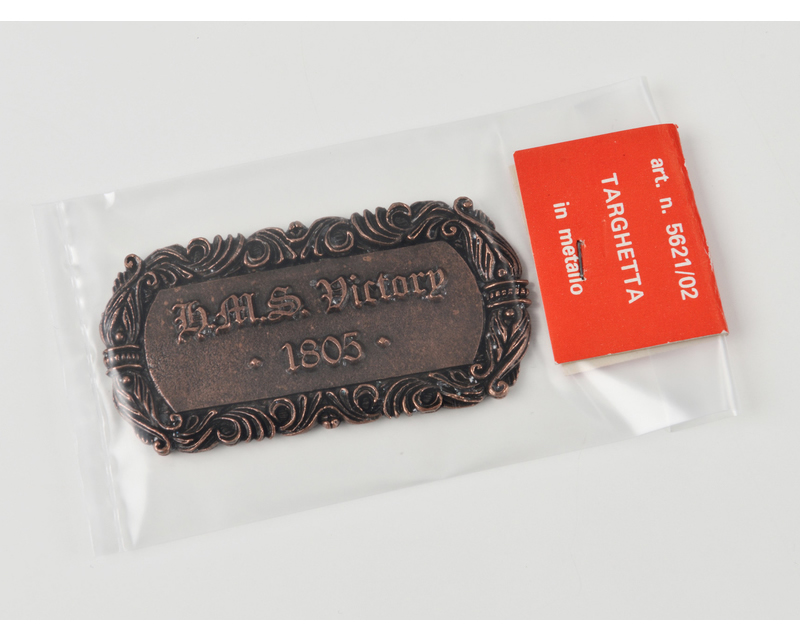 H.M.S. Victory
· 1805 ·
art. n. 5621/02
TARGHETTA
in metallo